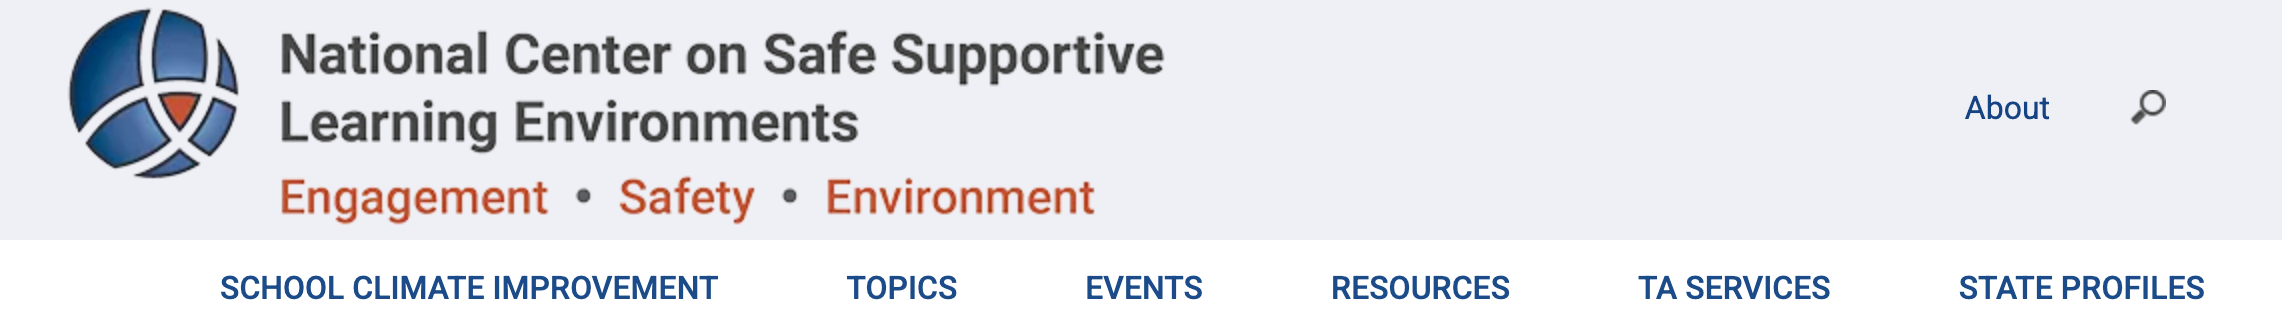 National Center on Safe Supportive
Learning Environments
Engagement • Safety • Environment
About
SCHOOL CLIMATE IMPROVEMENT TOPICS EVENTS RESOURCES TA SERVICES STATE PROFILES